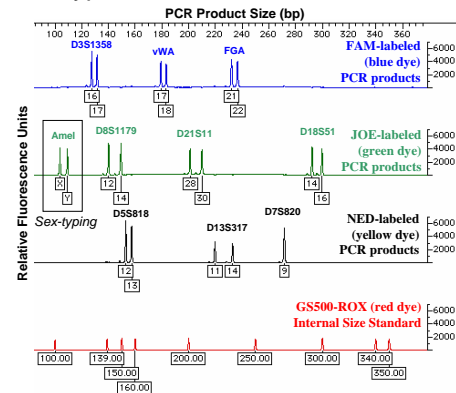 PCR Product Size (bp)
100 120 140 160 180 200 220 240 260 280 300 320 340 360
Relative Fluorescence Units
D3S1358 vWA FGA
FAM-labeled
(blue dye)
PCR products
6000
4000
2000
0
16 17 21
17 18 22
Amel D8S1179 D21S11 D18S51
JOE-labeled
(green dye)
PCR products
6000
4000
2000
0
X 12 28 14
Y 14 30 16
Sex-typing
D5S818 D13S317 D7S820
NED-labeled
(yellow dye)
PCR products
6000
4000
2000
0
12 11 14 9
13
GS500-ROX (red dye)
Internal Size Standard
6000
4000
2000
0
100.00 139.00 200.00 250.00 300.00 340.00
150.00 350.00
160.00